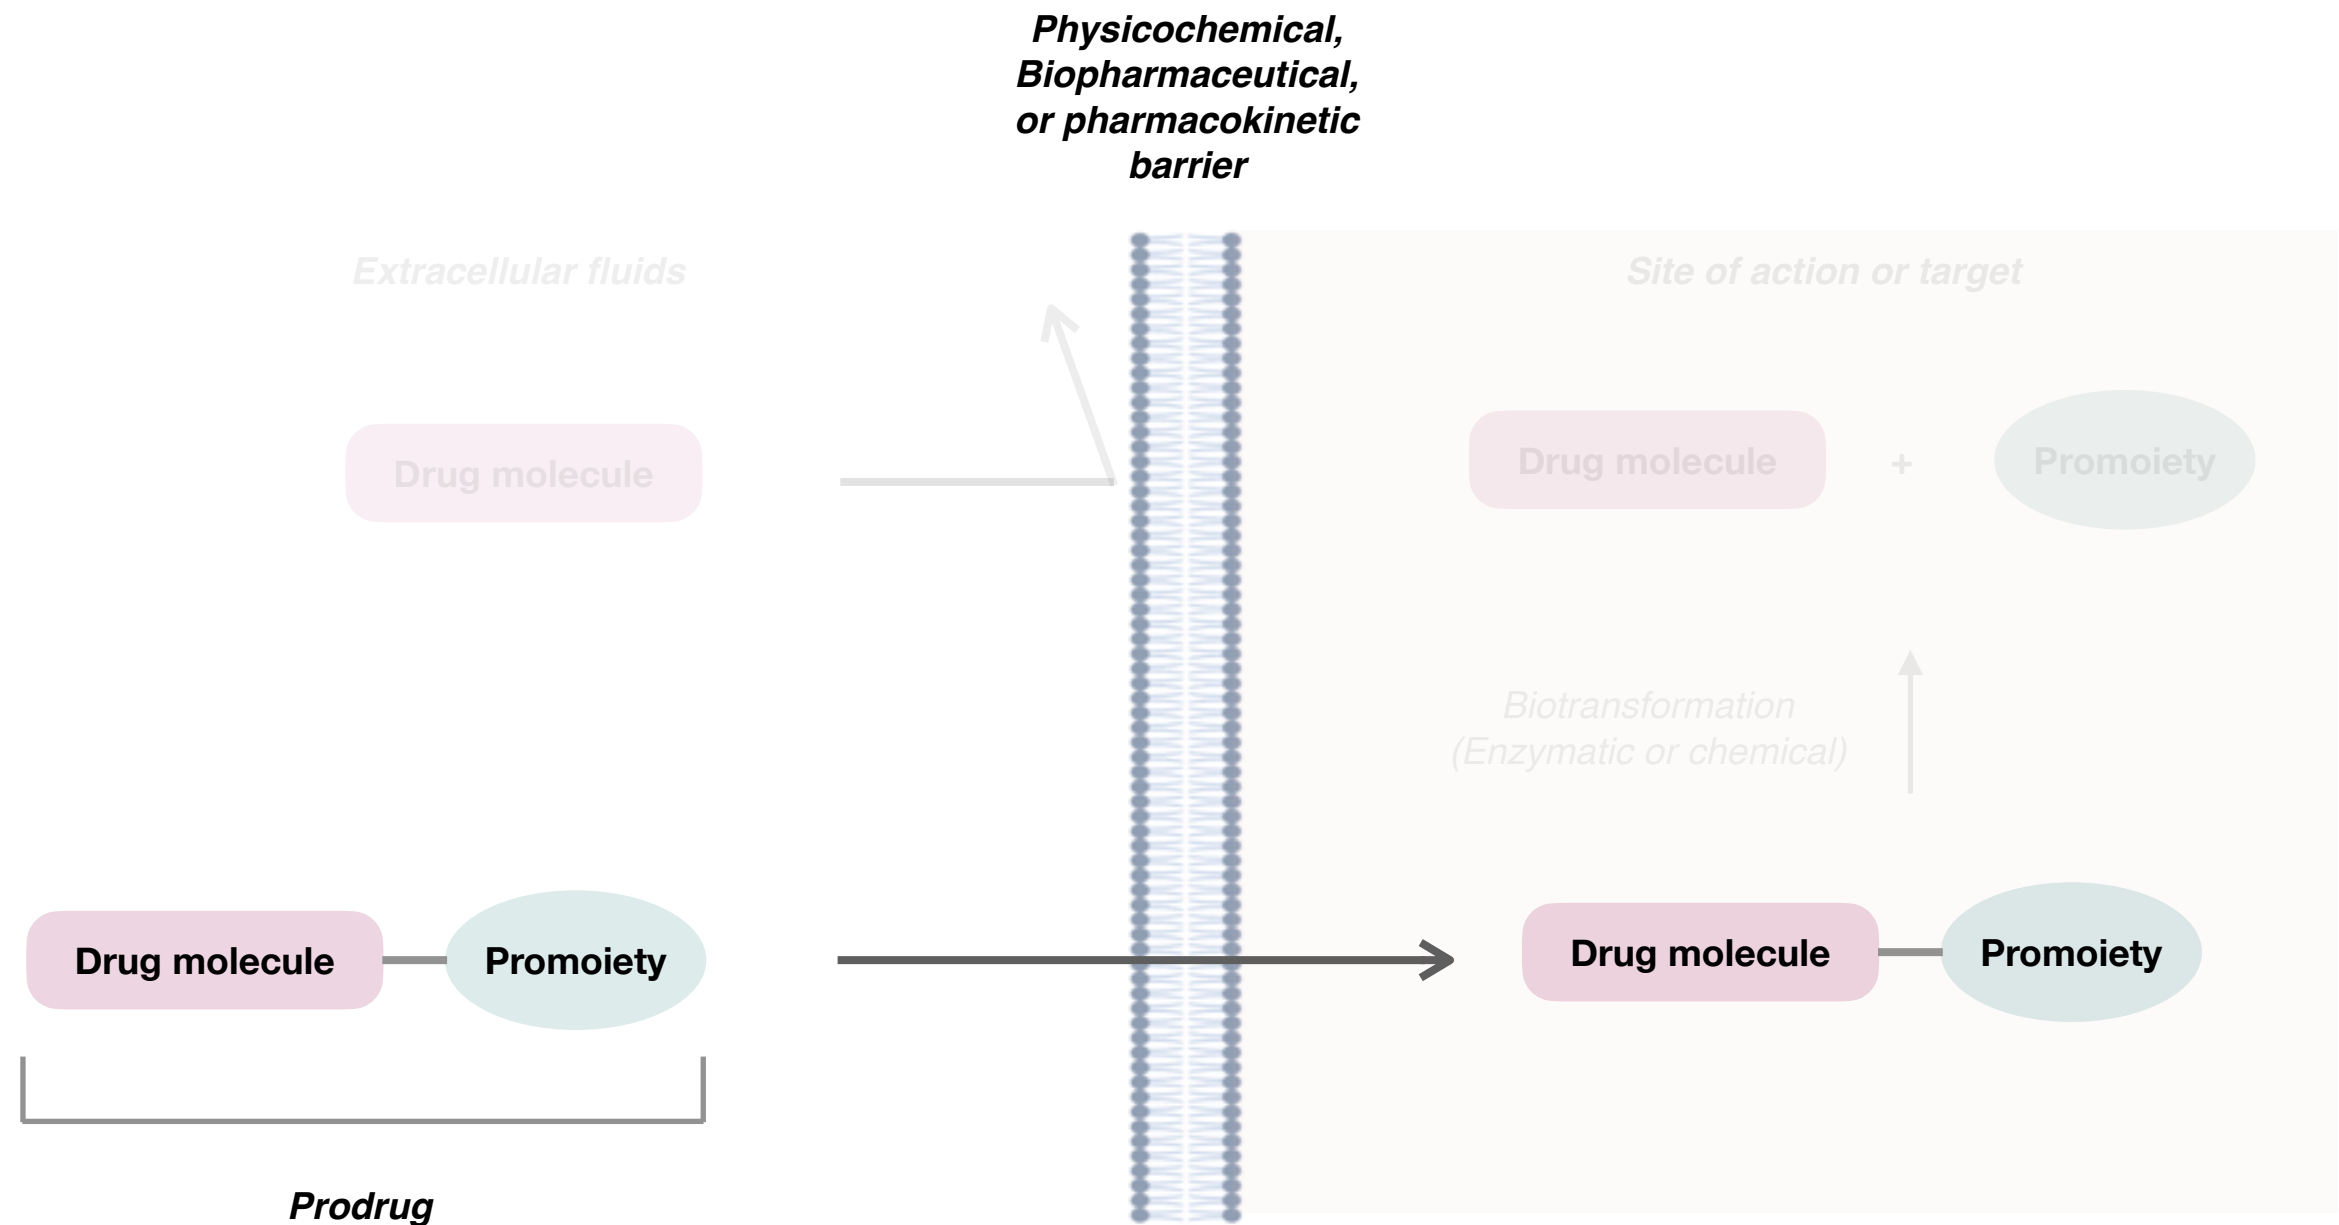 Physicochemical,
Biopharmaceutical,
or pharmacokinetic
barrier
Extracellular fluids
Site of action or target
Drug molecule
Drug molecule
+
Promoiety
Biotransformation
(Enzymatic or chemical)
Drug molecule
Promoiety
Drug molecule
Promoiety
Prodrug